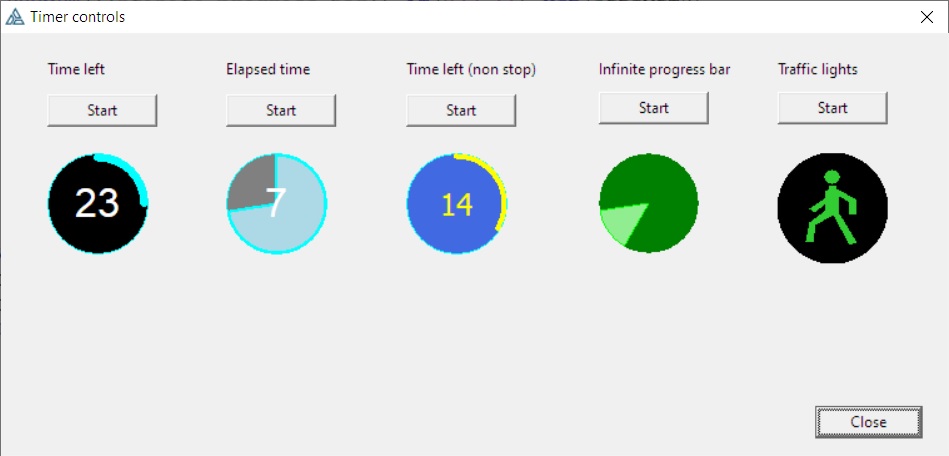 Timer controls
Time left
Elapsed time
Time left (non stop)
Infinite progress bar
Traffic lights
Start
Start
Start
Start
Start
23
7
14
Close